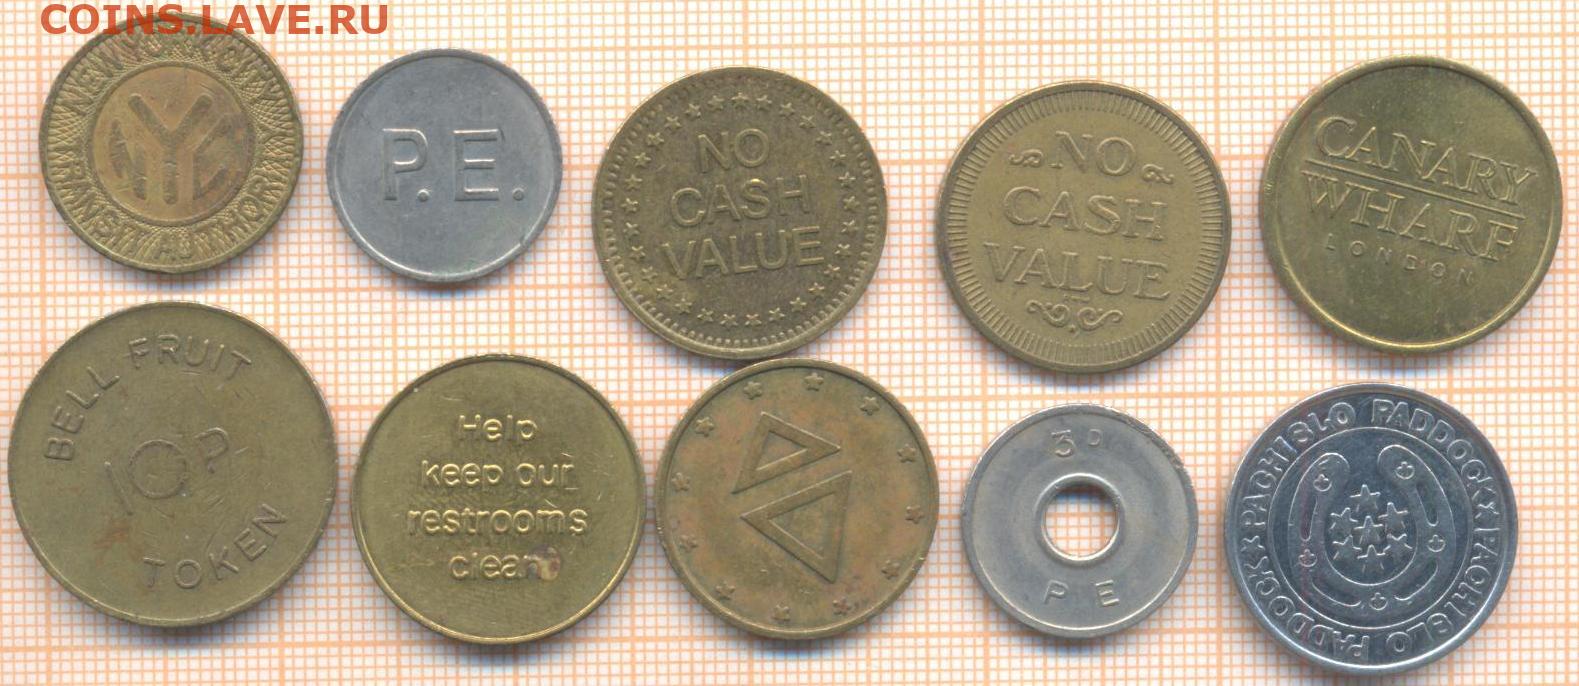 COINS.LAVE.RU
NEW YORK CITY
NYC
TRANSIT AUTHORITY
P.E.
NO
CASH
VALUE
NO
CASH
VALUE
CANARY
WHARF
LONDON
BELL FRUIT
10P
TOKEN
Help
keep our
restrooms
clean!
3D
P E
PACHISLO PADDOCK
PACHISLO PADDOCK